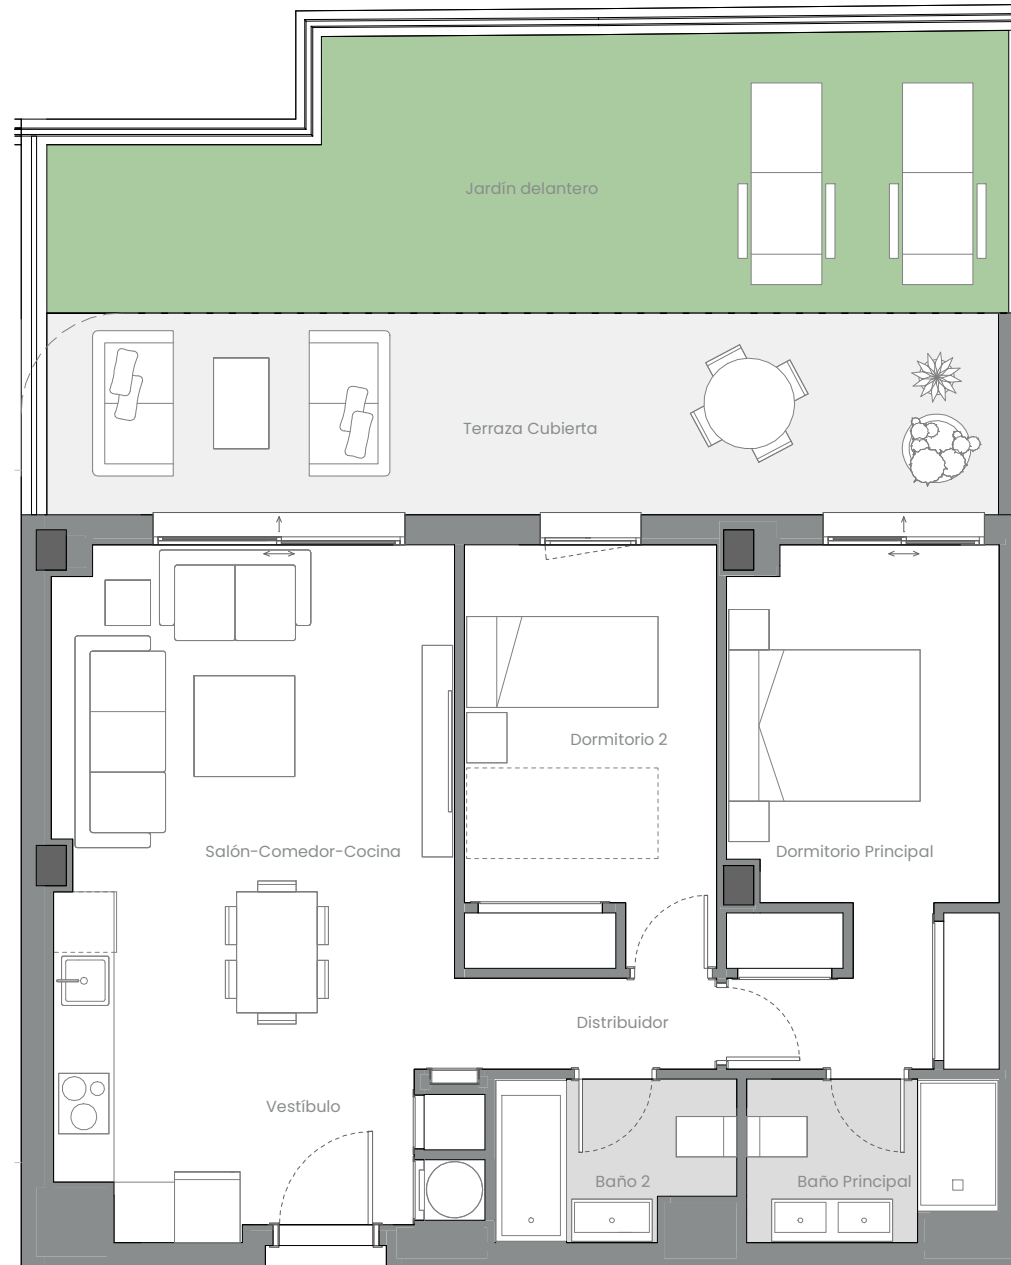 Jardín delantero
Terraza Cubierta
Dormitorio 2
Salón-Comedor-Cocina
Dormitorio Principal
Distribuidor
Vestíbulo
Baño 2
Baño Principal